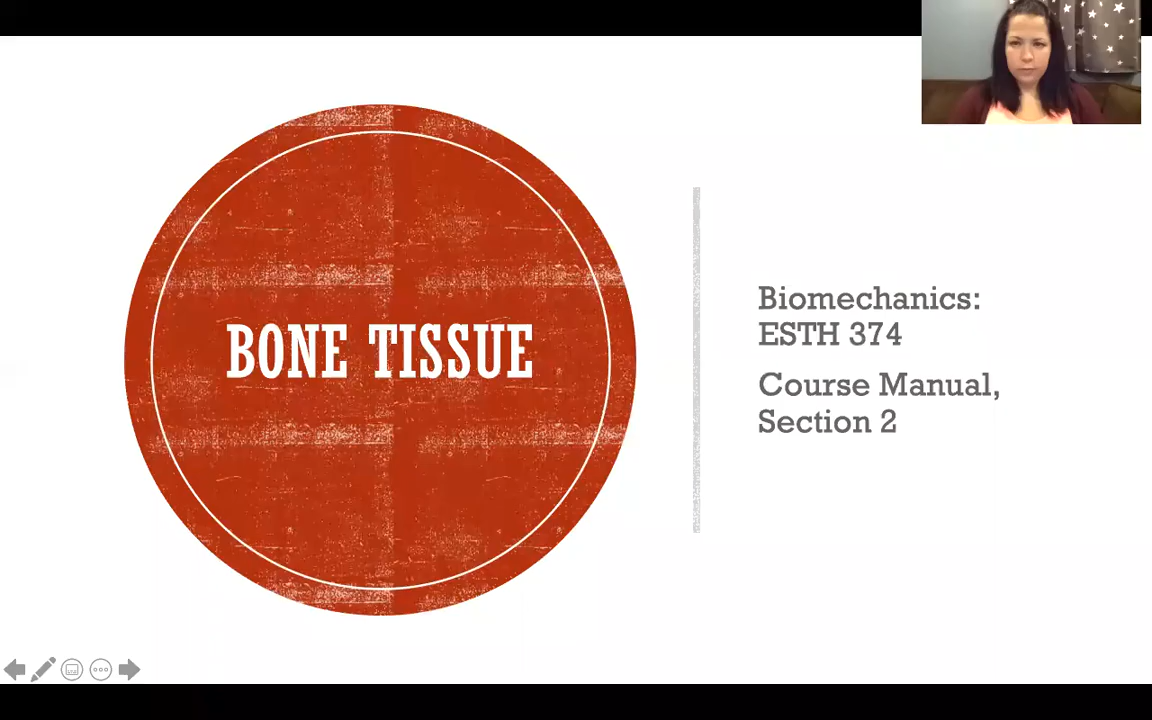 BONE TISSUE
Biomechanics:
ESTH 374
Course Manual,
Section 2